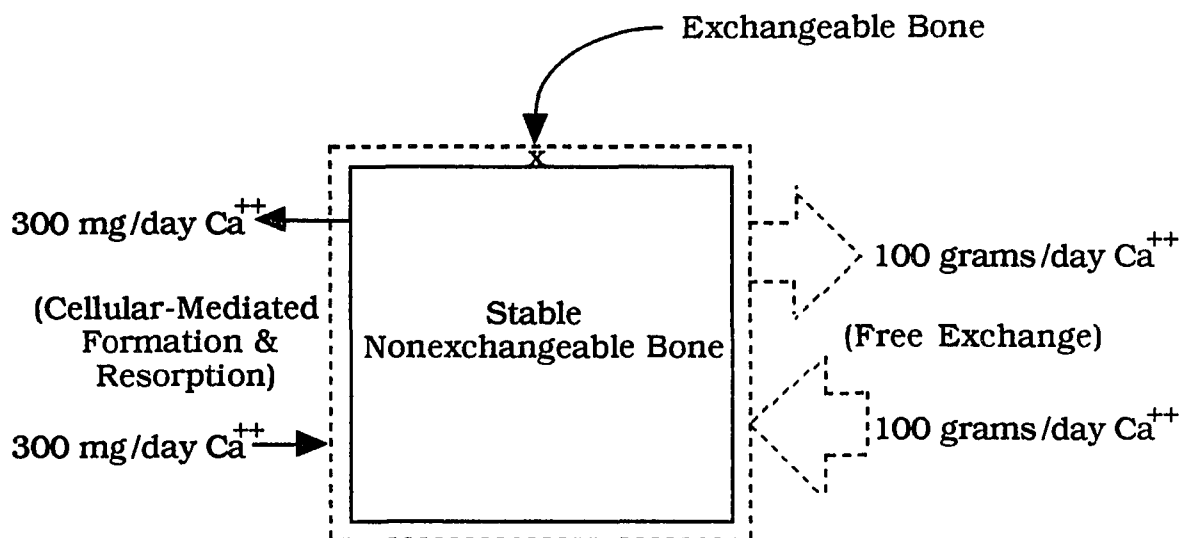 Exchangeable Bone
X
300 mg/day Ca++
(Cellular-Mediated
Formation &
Resorption)
300 mg/day Ca++
Stable
Nonexchangeable Bone
100 grams/day Ca++
(Free Exchange)
100 grams/day Ca++